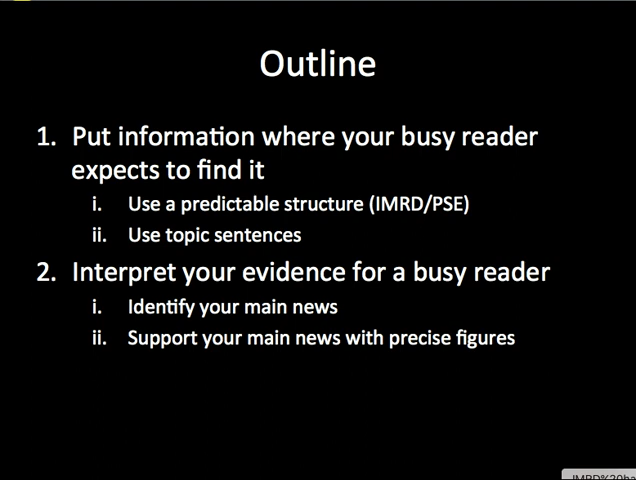 Outline
1. Put information where your busy reader
expects to find it
i. Use a predictable structure (IMRD/PSE)
ii. Use topic sentences
2. Interpret your evidence for a busy reader
i. Identify your main news
ii. Support your main news with precise figures